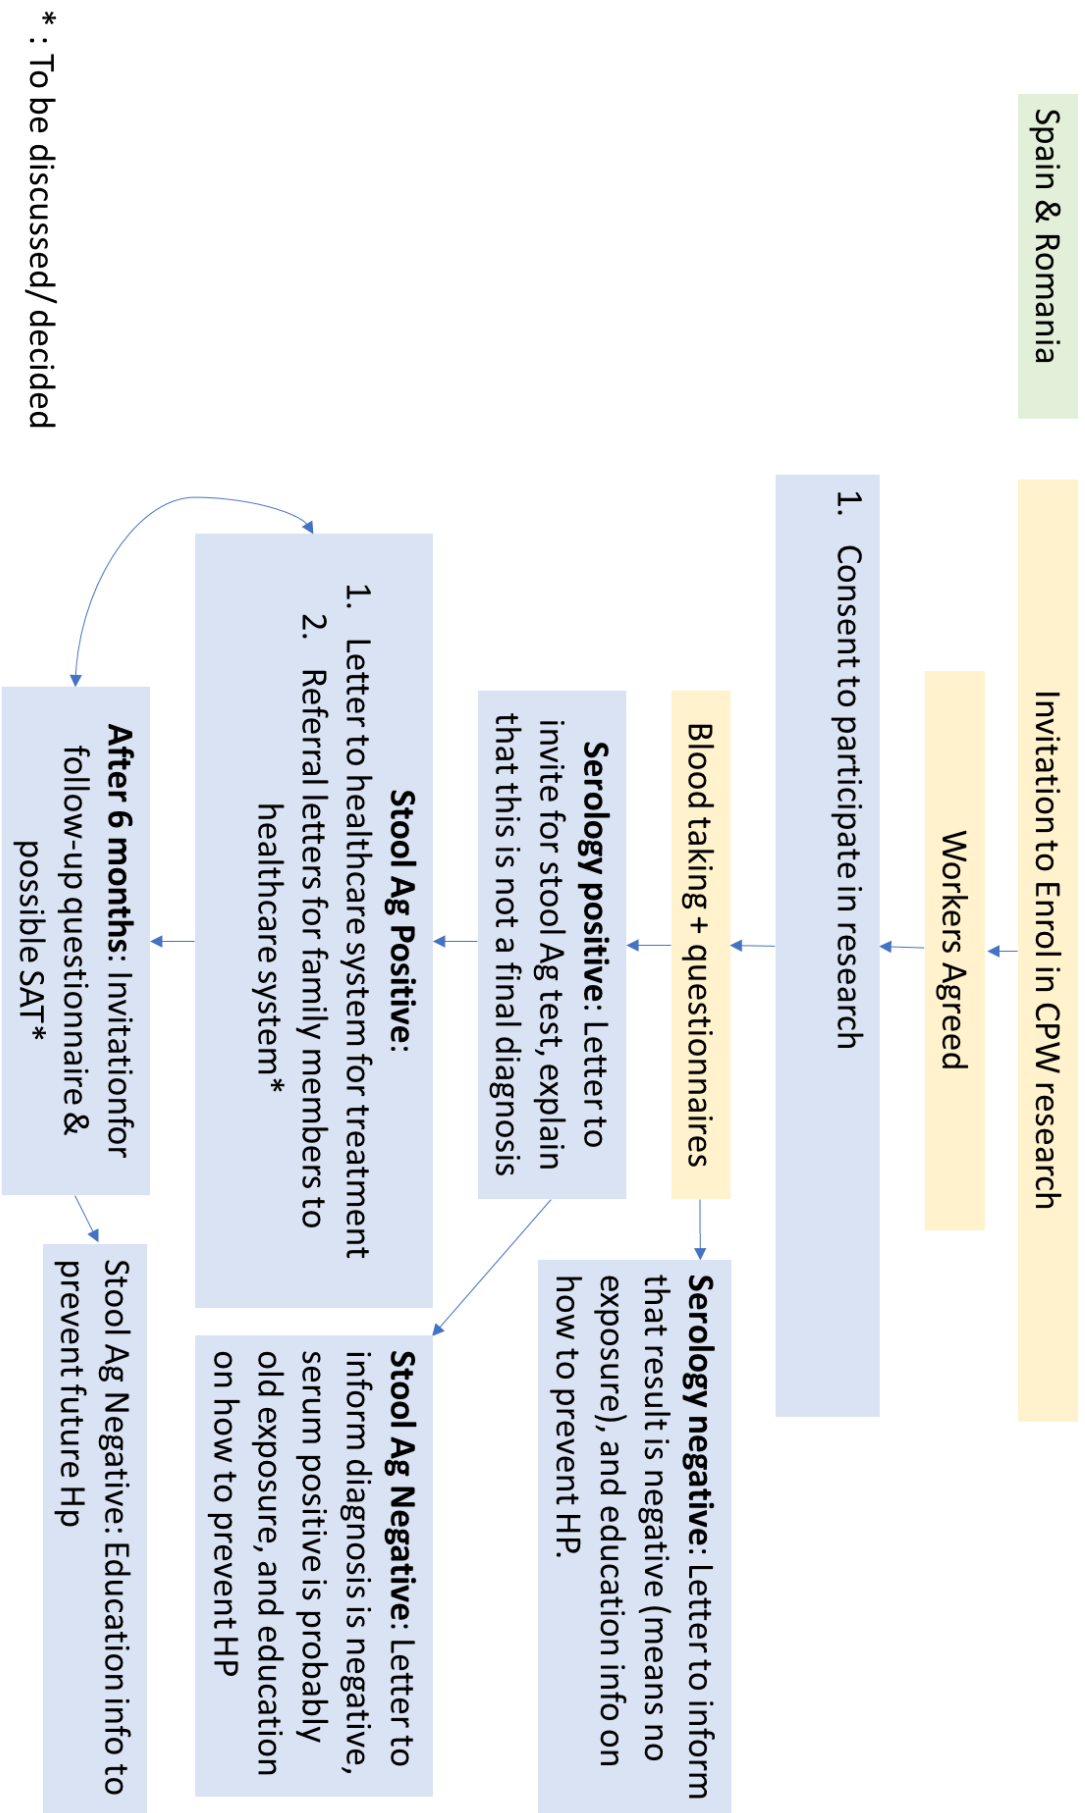 Spain & Romania
Invitation to Enrol in CPW research
Workers Agreed
1. Consent to participate in research
Blood taking + questionnaires
Serology negative: Letter to inform
that result is negative (means no
exposure), and education info on
how to prevent HP.
Serology positive: Letter to
invite for stool Ag test, explain
that this is not a final diagnosis
Stool Ag Positive:
1. Letter to healthcare system for treatment
2. Referral letters for family members to
healthcare system*
Stool Ag Negative: Letter to
inform diagnosis is negative,
serum positive is probably
old exposure, and education
on how to prevent HP
After 6 months: Invitationfor
follow-up questionnaire &
possible SAT*
Stool Ag Negative: Education info to
prevent future Hp
* : To be discussed/ decided